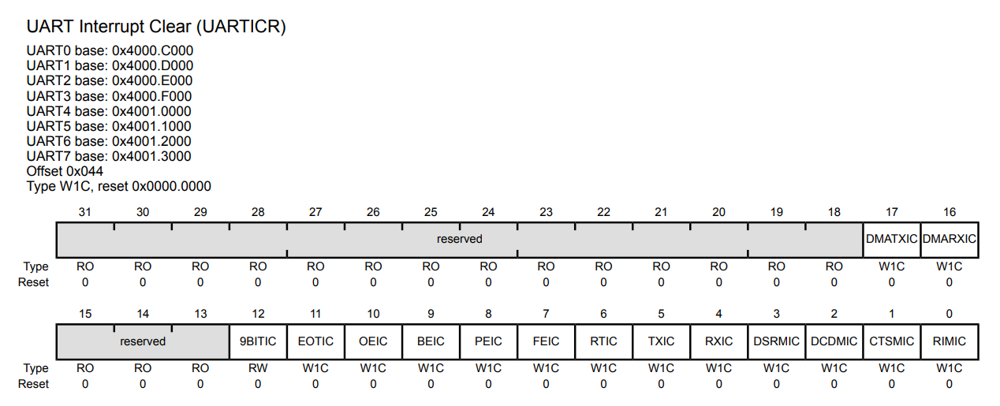 UART Interrupt Clear (UARTICR)
UART0 base: 0x4000.C000
UART1 base: 0x4000.D000
UART2 base: 0x4000.E000
UART3 base: 0x4000.F000
UART4 base: 0x4001.0000
UART5 base: 0x4001.1000
UART6 base: 0x4001.2000
UART7 base: 0x4001.3000
Offset 0x044
Type W1C, reset 0x0000.0000
31 30 29 28 27 26 25 24 23 22 21 20 19 18 17 16
reserved DMATXIC DMARXIC
Type RO RO RO RO RO RO RO RO RO RO RO RO RO RO W1C W1C
Reset 0 0 0 0 0 0 0 0 0 0 0 0 0 0 0 0
15 14 13 12 11 10 9 8 7 6 5 4 3 2 1 0
reserved 9BITIC EOTIC OEIC BEIC PEIC FEIC RTIC TXIC RXIC DSRMIC DCDMIC CTSMIC RIMIC
Type RO RO RO RW W1C W1C W1C W1C W1C W1C W1C W1C W1C W1C W1C W1C
Reset 0 0 0 0 0 0 0 0 0 0 0 0 0 0 0 0